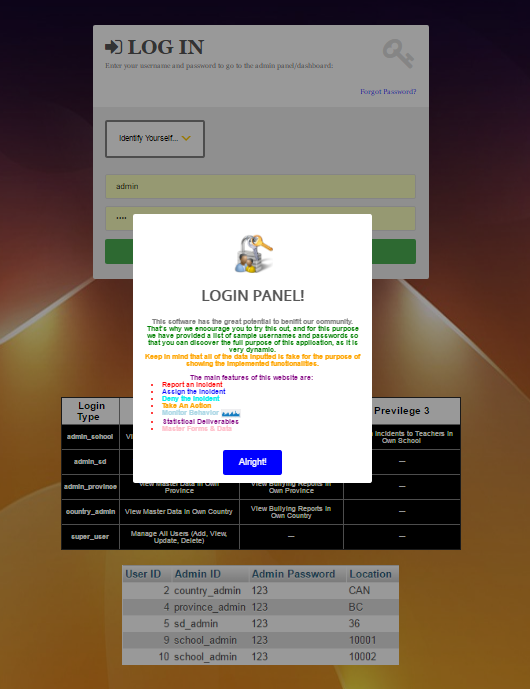 LOG IN
Enter your username and password to go to the admin panel/dashboard:
Forgot Password?
Identify Yourself...
admin
••••
LOGIN PANEL!
This software has the great potential to benifit our community.
That's why we encourage you to try this out, and for this purpose
we have provided a list of sample usernames and passwords so
that you can discover the full purpose of this application, as it is
very dynamic.
Keep in mind that all of the data inputted is fake for the purpose of
showing the implemented functionalities.
The main features of this website are:
Report an Incident
Assign the Incident
Deny the Incident
Take An Action
Monitor Behavior
Statistical Deliverables
Master Forms & Data
Alright!
Login Type Previlege 3
admin_school Incidents to Teachers in
Own School
admin_sd ---
admin_province View Master Data in Own Province View Bullying Reports in Own Province ---
country_admin View Master Data in Own Country View Bullying Reports in Own Country ---
super_user Manage All Users (Add, View, Update, Delete) --- ---
User ID Admin ID Admin Password Location
2 country_admin 123 CAN
4 province_admin 123 BC
5 sd_admin 123 36
9 school_admin 123 10001
10 school_admin 123 10002